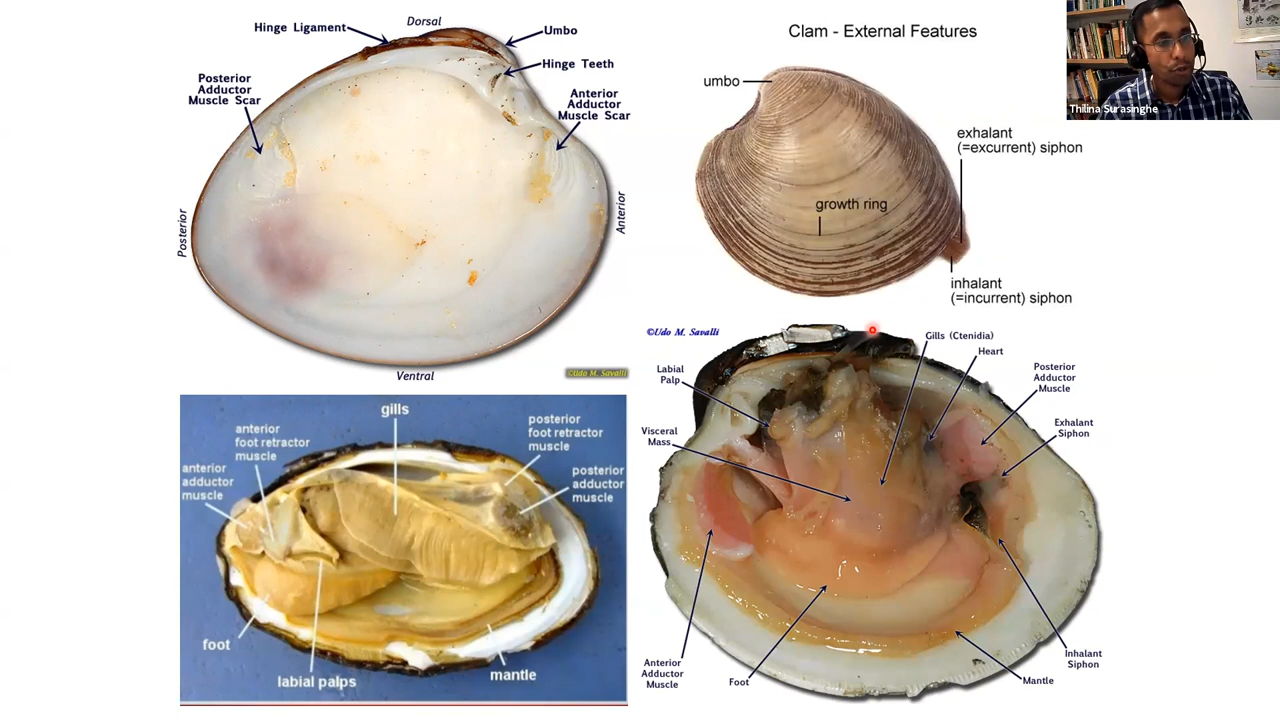 Dorsal
Hinge Ligament
Umbo
Hinge Teeth
Posterior
Adductor
Muscle Scar
Anterior
Adductor
Muscle Scar
Posterior
Anterior
Ventral
©Udo M. Savalli
Clam - External Features
umbo
exhalant
(=excurrent) siphon
growth ring
inhalant
(=incurrent) siphon
Thilina Surasinghe
gills
anterior
foot retractor
muscle
posterior
foot retractor
muscle
anterior
adductor
muscle
posterior
adductor
muscle
foot
labial palps
mantle
©Udo M. Savalli
Gills (Ctenidia)
Heart
Labial
Palp
Posterior
Adductor
Muscle
Visceral
Mass
Exhalant
Siphon
Anterior
Adductor
Muscle
Foot
Mantle
Inhalant
Siphon